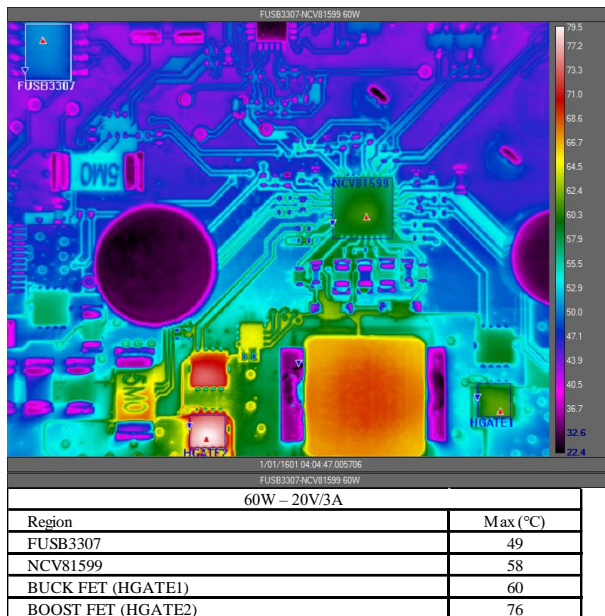 FUSB3307-NCV81599 60W
79.5
77.2
73.3
71.0
68.6
66.7
64.5
62.4
60.3
57.9
55.5
52.9
50.0
47.1
43.9
40.5
36.7
32.6
22.4
FUSB3307
5M0
NCV81599
5M0
HGATE2
HGATE1
1/01/1601 04:04:47.005706
FUSB3307-NCV81599 60W
60W – 20V/3A
Region Max (°C)
FUSB3307 49
NCV81599 58
BUCK FET (HGATE1) 60
BOOST FET (HGATE2) 76